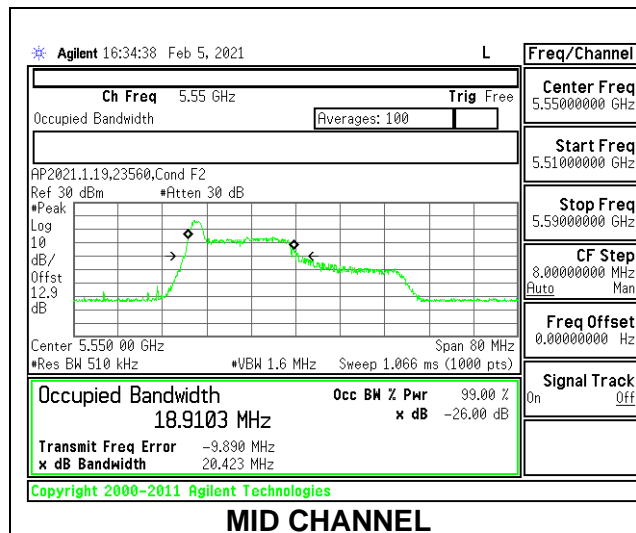 Agilent 16:34:38 Feb 5, 2021 L
Freq/Channel
Ch Freq 5.55 GHz Trig Free
Occupied Bandwidth Averages: 100
AP2021.1.19,23560,Cond F2
Ref 30 dBm #Atten 30 dB
#Peak
Log
10
dB/
Offst
12.9
dB
Center 5.550 00 GHz Span 80 MHz
#Res BW 510 kHz #VBW 1.6 MHz Sweep 1.066 ms (1000 pts)
Occupied Bandwidth Occ BW % Pwr 99.00 %
18.9103 MHz x dB -26.00 dB
Transmit Freq Error -9.890 MHz
x dB Bandwidth 20.423 MHz
Center Freq
5.55000000 GHz
Start Freq
5.51000000 GHz
Stop Freq
5.59000000 GHz
CF Step
8.00000000 MHz
Auto Man
Freq Offset
0.00000000 Hz
Signal Track
On Off
Copyright 2000-2011 Agilent Technologies
MID CHANNEL